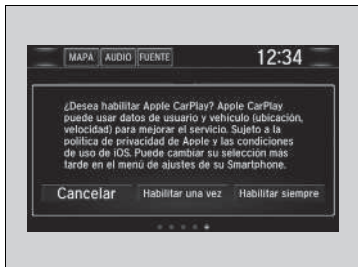 MAPA AUDIO FUENTE 12:34
¿Desea habilitar Apple CarPlay? Apple CarPlay
puede usar datos de usuario y vehículo (ubicación,
velocidad) para mejorar el servicio. Sujeto a la
política de privacidad de Apple y las condiciones
de uso de iOS. Puede cambiar su selección más
tarde en el menú de ajustes de su Smartphone.
Cancelar Habilitar una vez Habilitar siempre